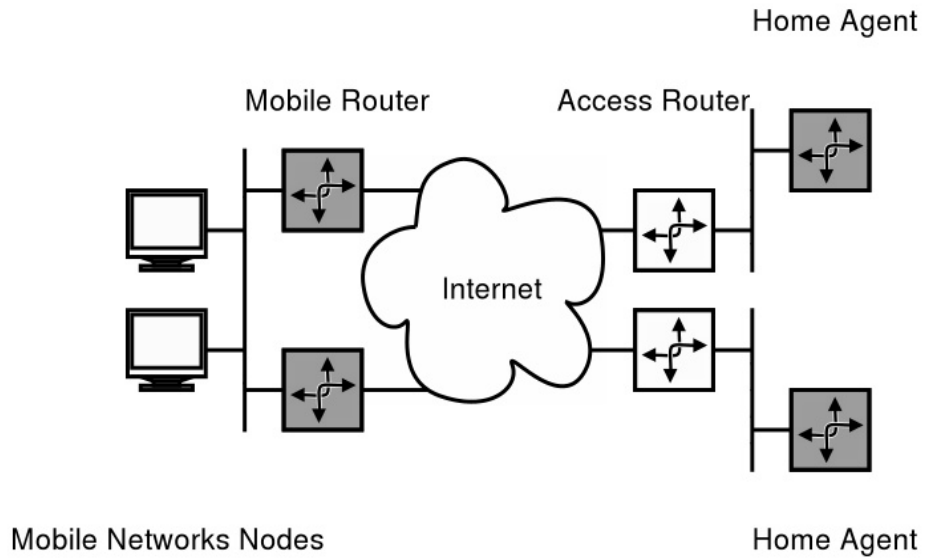 Home Agent
Mobile Router
Access Router
Internet
Mobile Networks Nodes
Home Agent